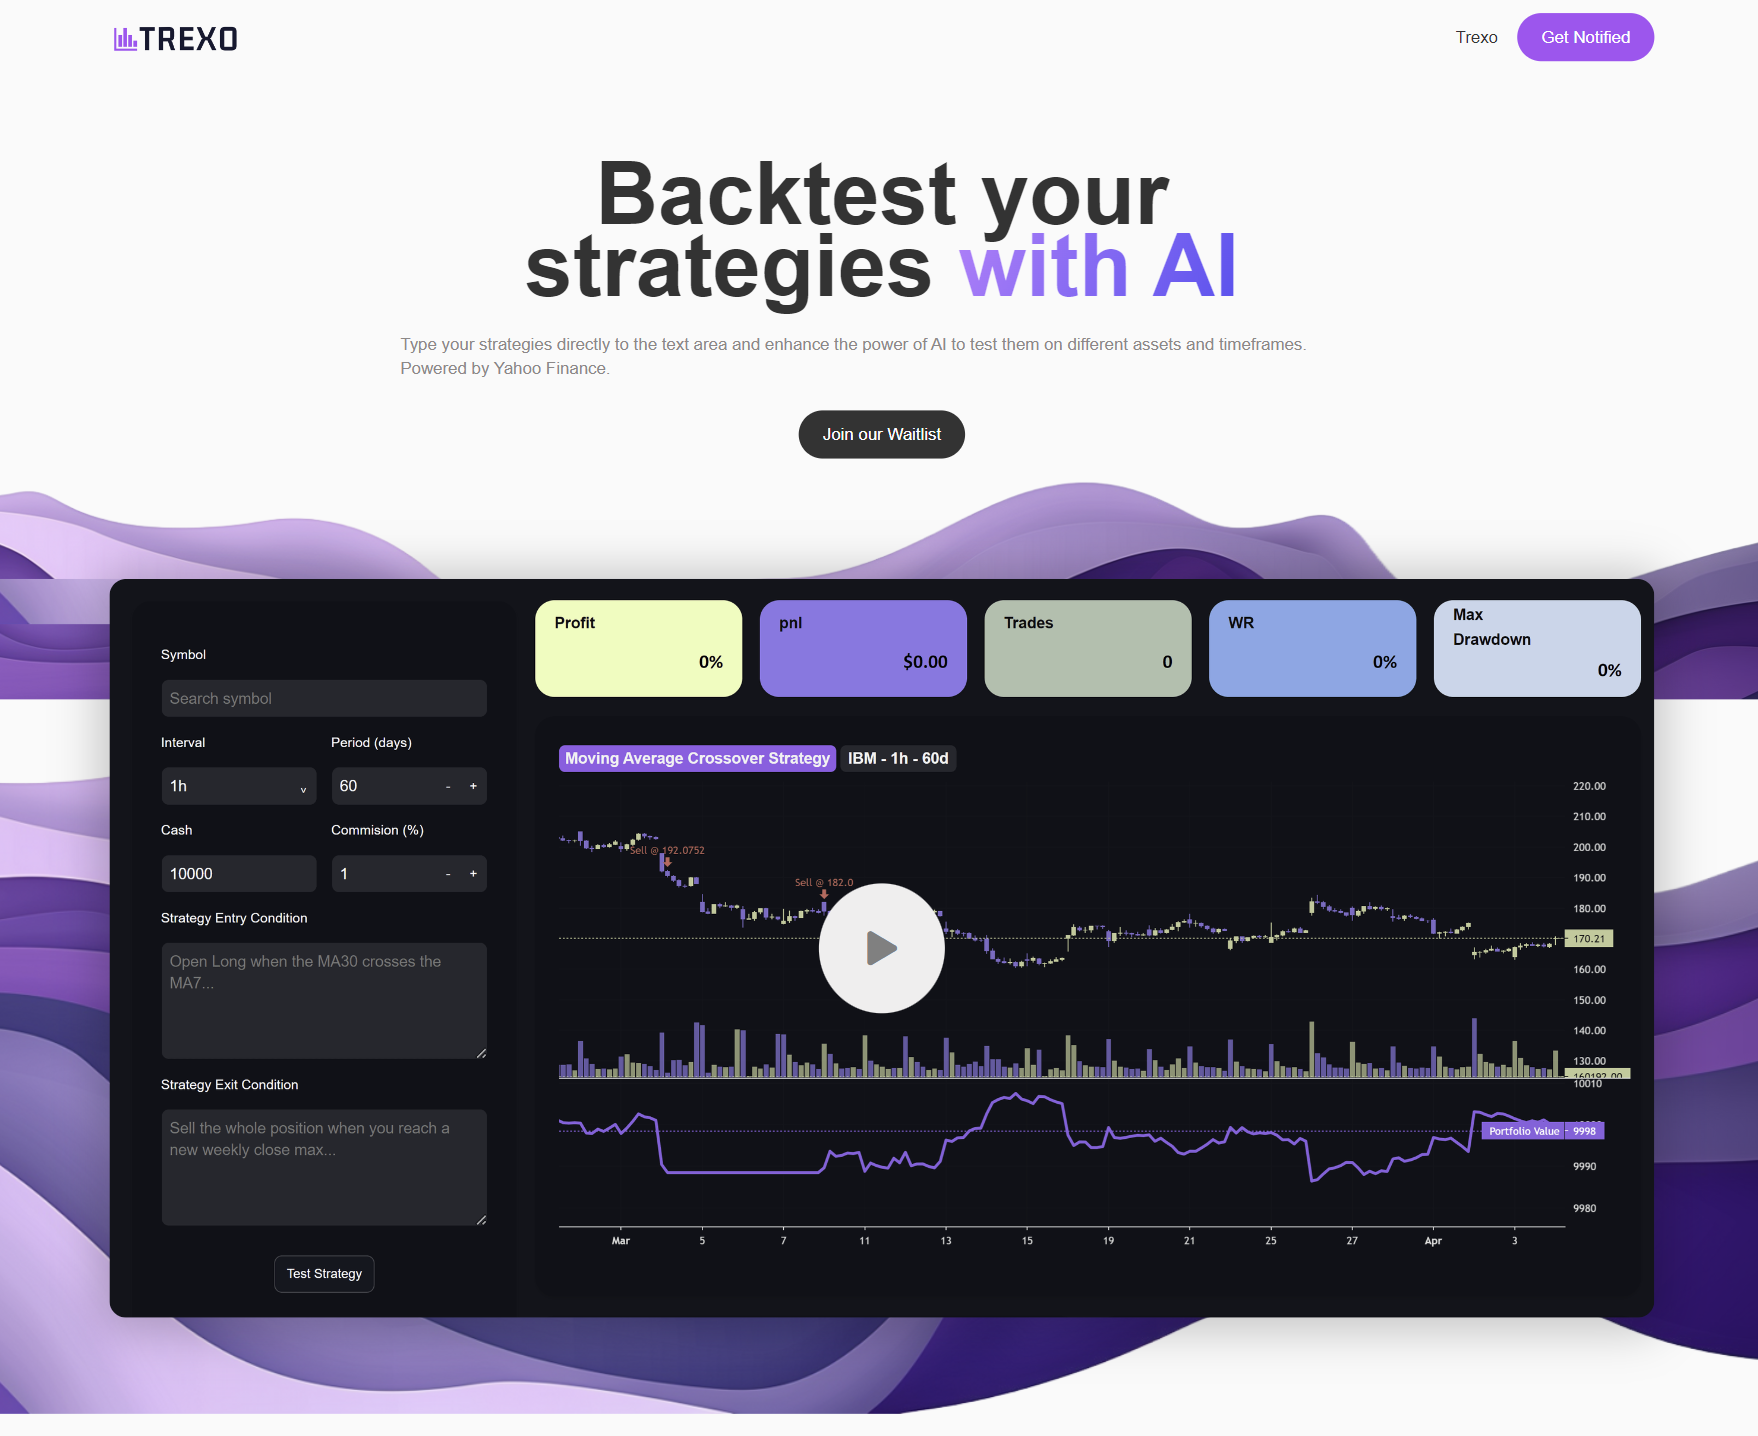 TREXO
Trexo
Get Notified
Backtest your
strategies with AI
Type your strategies directly to the text area and enhance the power of AI to test them on different assets and timeframes.
Powered by Yahoo Finance.
Join our Waitlist
Symbol
Search symbol
Interval
Period (days)
1h
v
60
-
+
Cash
Commision (%)
10000
1
-
+
Strategy Entry Condition
Open Long when the MA30 crosses the
MA7...
Strategy Exit Condition
Sell the whole position when you reach a
new weekly close max...
Test Strategy
Profit
0%
pnl
$0.00
Trades
0
WR
0%
Max
Drawdown
0%
Moving Average Crossover Strategy
IBM - 1h - 60d
220.00
210.00
200.00
190.00
180.00
170.21
160.00
150.00
140.00
130.00
160192.00
10010
Sell @ 192.0752
Sell @ 182.0
Portfolio Value
9998
9990
9980
Mar
5
7
11
13
15
19
21
25
27
Apr
3